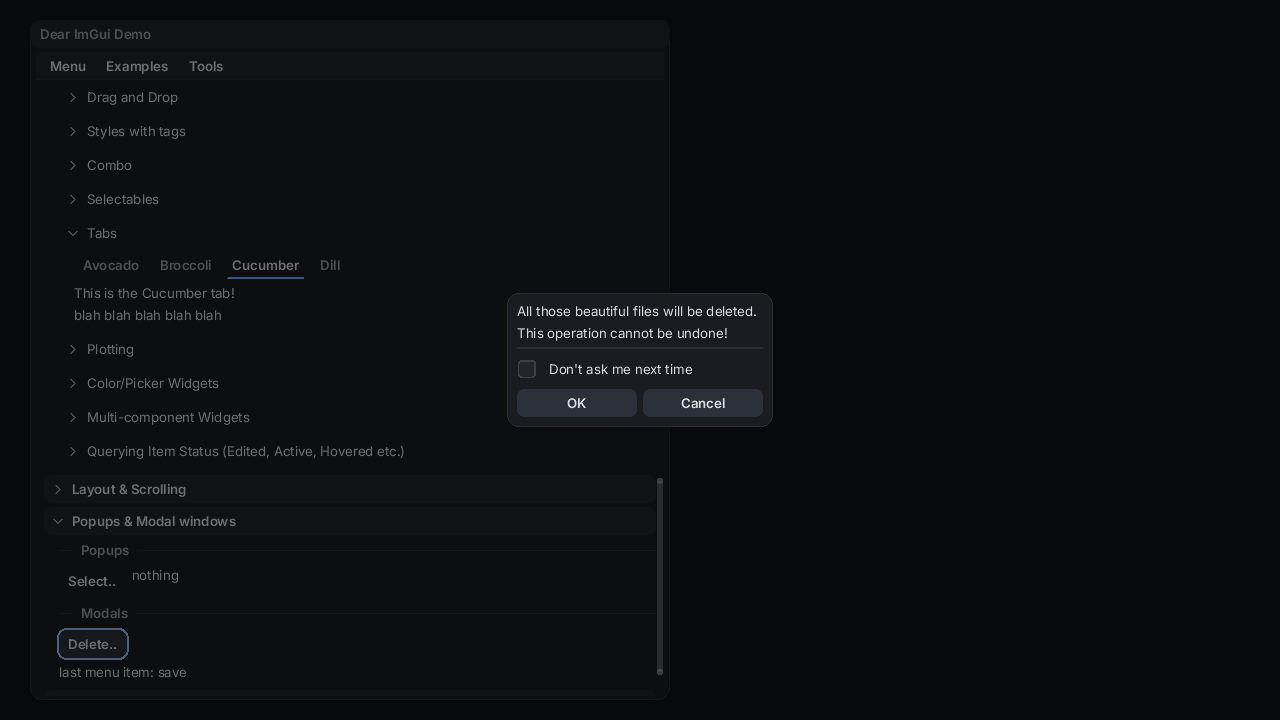 Dear ImGui Demo
Menu Examples Tools
Drag and Drop
Styles with tags
Combo
Selectables
Tabs
Avocado Broccoli Cucumber Dill
This is the Cucumber tab!
blah blah blah blah blah
Plotting
Color/Picker Widgets
Multi-component Widgets
Querying Item Status (Edited, Active, Hovered etc.)
Layout & Scrolling
Popups & Modal windows
Popups
Select.. nothing
Modals
Delete..
last menu item: save
All those beautiful files will be deleted.
This operation cannot be undone!
Don't ask me next time
OK Cancel